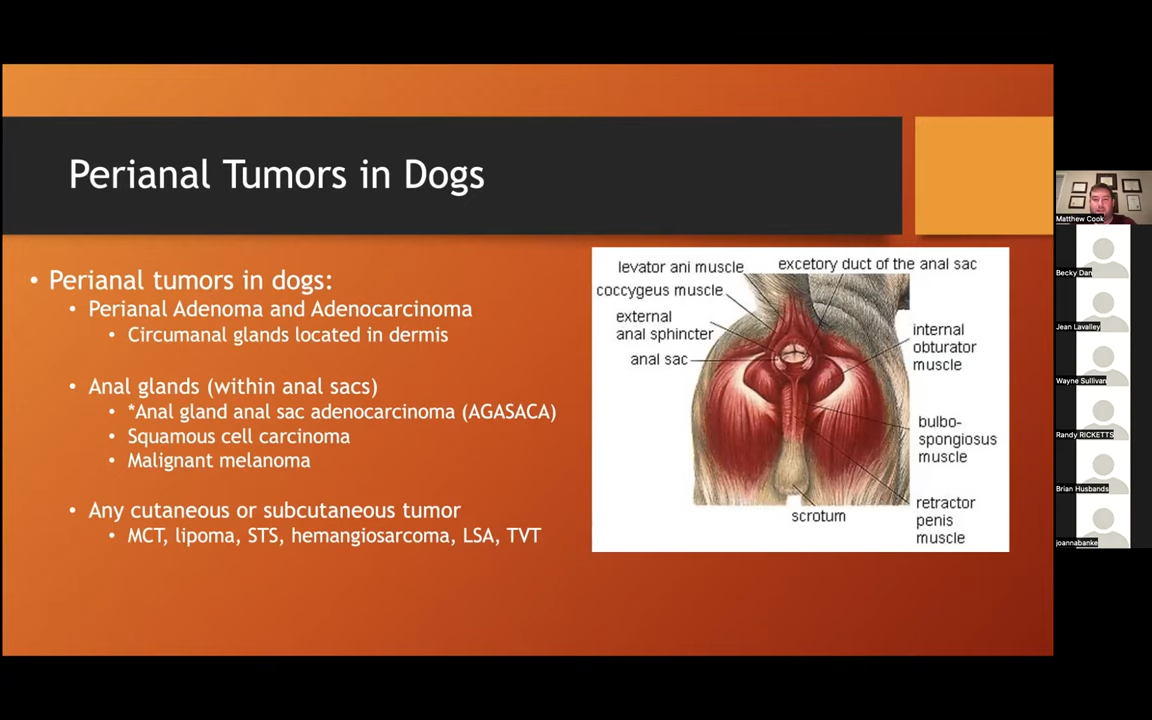 Perianal Tumors in Dogs
• Perianal tumors in dogs:
• Perianal Adenoma and Adenocarcinoma
• Circumanal glands located in dermis
• Anal glands (within anal sacs)
• *Anal gland anal sac adenocarcinoma (AGASACA)
• Squamous cell carcinoma
• Malignant melanoma
• Any cutaneous or subcutaneous tumor
• MCT, lipoma, STS, hemangiosarcoma, LSA, TVT
levator ani muscle
excetory duct of the anal sac
coccygeus muscle
external
anal sphincter
anal sac
internal
obturator
muscle
bulbo-
spongiosus
muscle
retractor
penis
muscle
scrotum
Matthew Cook
Becky Dan
Jean Lavalley
Wayne Sullivan
Randy RICKETTS
Brian Husbands
joannabanke